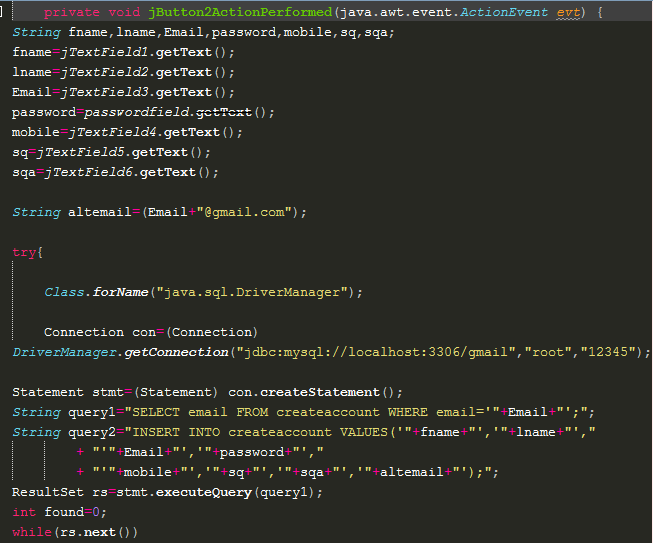 private void jButton2ActionPerformed(java.awt.event.ActionEvent evt) {
String fname,lname,Email,password,mobile,sq,sqa;
fname=jTextField1.getText();
lname=jTextField2.getText();
Email=jTextField3.getText();
password=passwordfield.getText();
mobile=jTextField4.getText();
sq=jTextField5.getText();
sqa=jTextField6.getText();
String altemail=(Email+"@gmail.com");
try{
Class.forName("java.sql.DriverManager");
Connection con=(Connection)
DriverManager.getConnection("jdbc:mysql://localhost:3306/gmail","root","12345");
Statement stmt=(Statement) con.createStatement();
String query1="SELECT email FROM createaccount WHERE email='"+Email+"';";
String query2="INSERT INTO createaccount VALUES('"+fname+"','"+lname+"',"
+ "'"+Email+"','"+password+"',"
+ "'"+mobile+"','"+sq+"','"+sqa+"','"+altemail+"');";
ResultSet rs=stmt.executeQuery(query1);
int found=0;
while(rs.next())